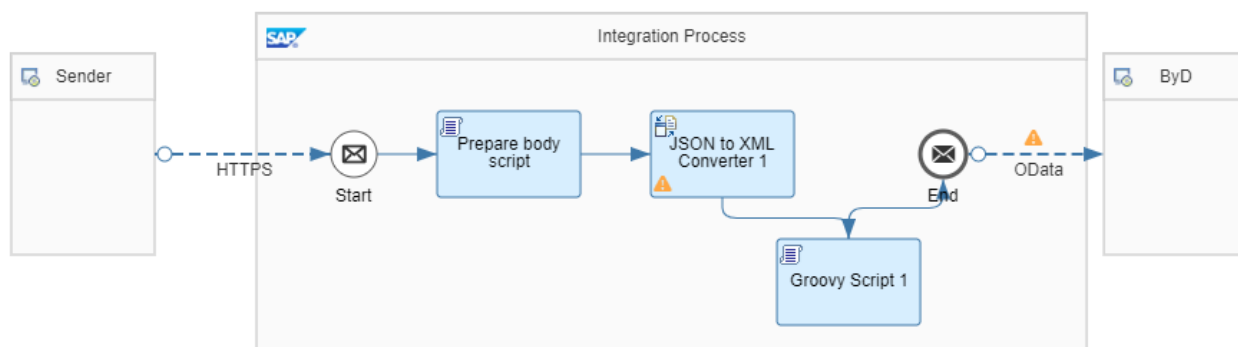 SAP
Integration Process
Sender
ByD
HTTPS
Start
Prepare body
script
JSON to XML
Converter 1
End
OData
Groovy Script 1